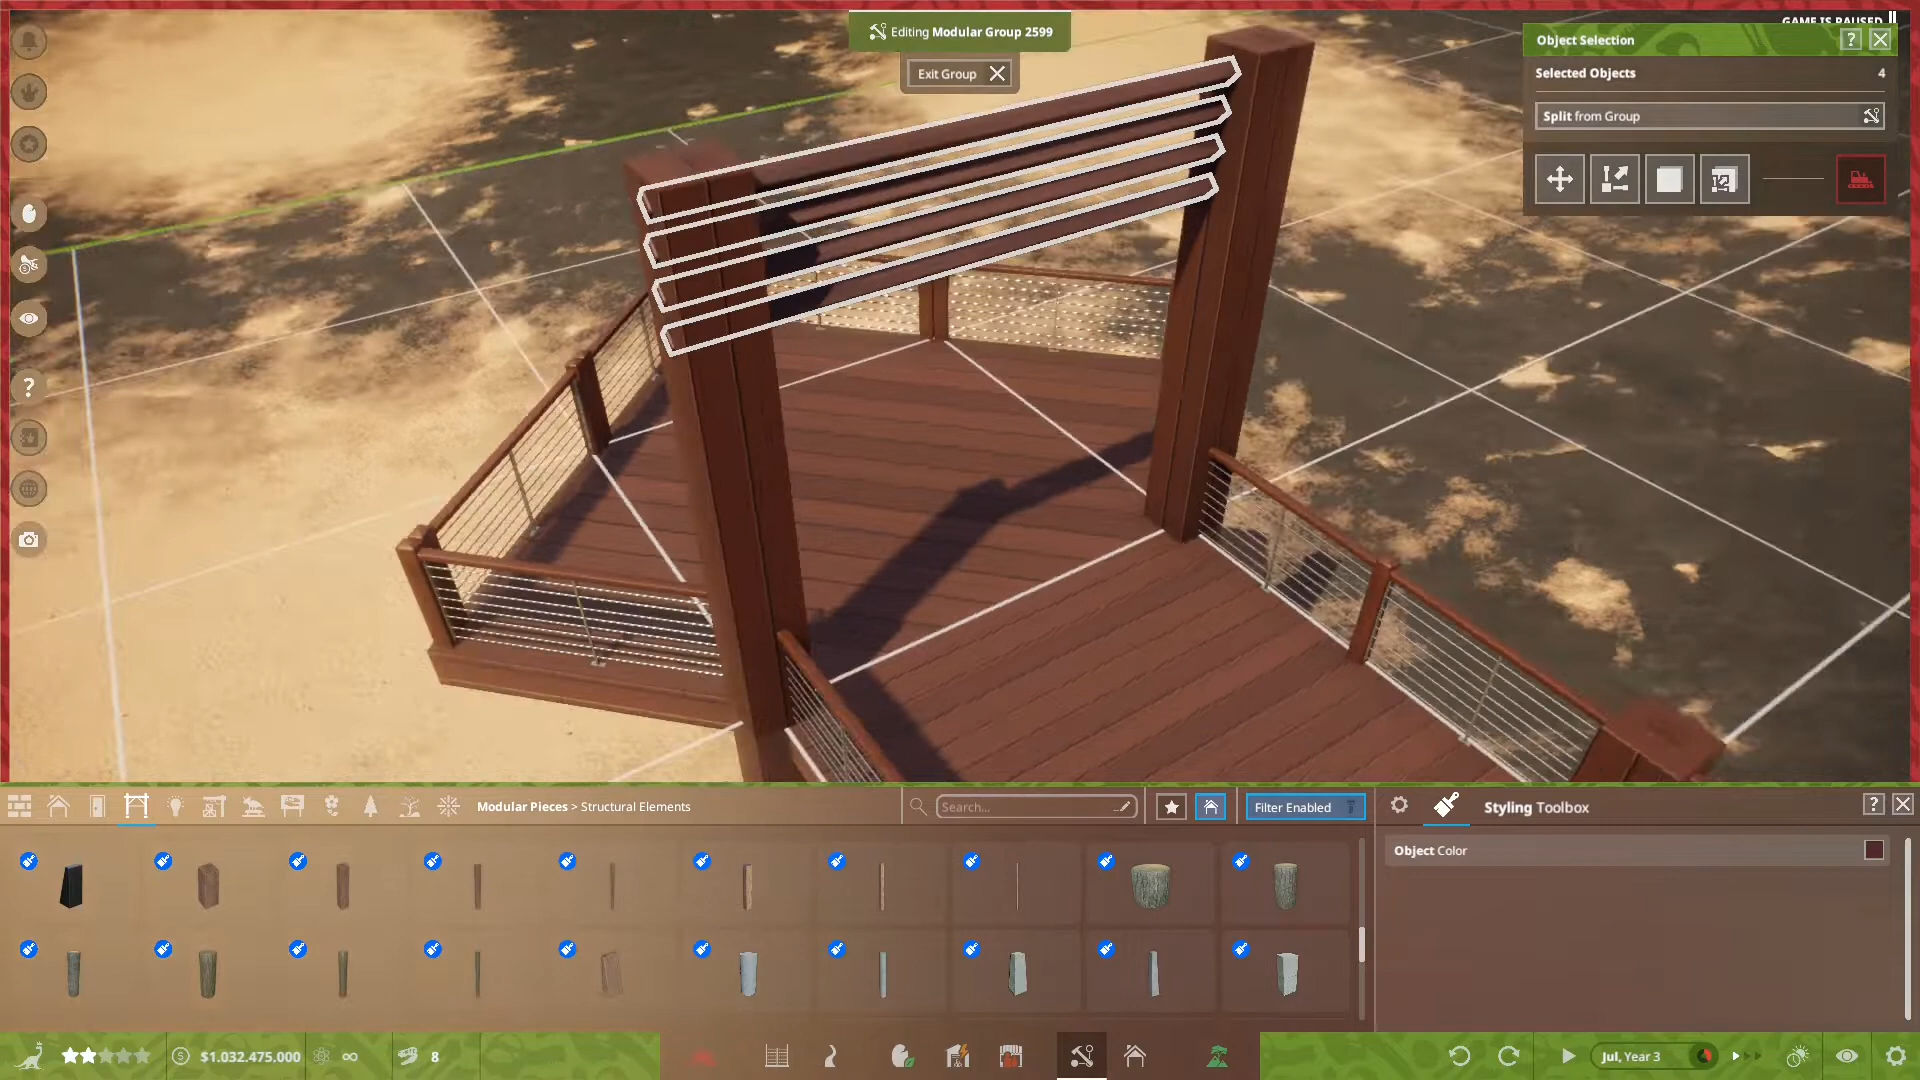 GAME IS PAUSED
Editing Modular Group 2599
Exit Group
Object Selection
?
Selected Objects 4
Split from Group
?
Modular Pieces > Structural Elements
Search...
Filter Enabled
Styling Toolbox
?
Object Color
$1.032.475.000
∞
8
Jul, Year 3